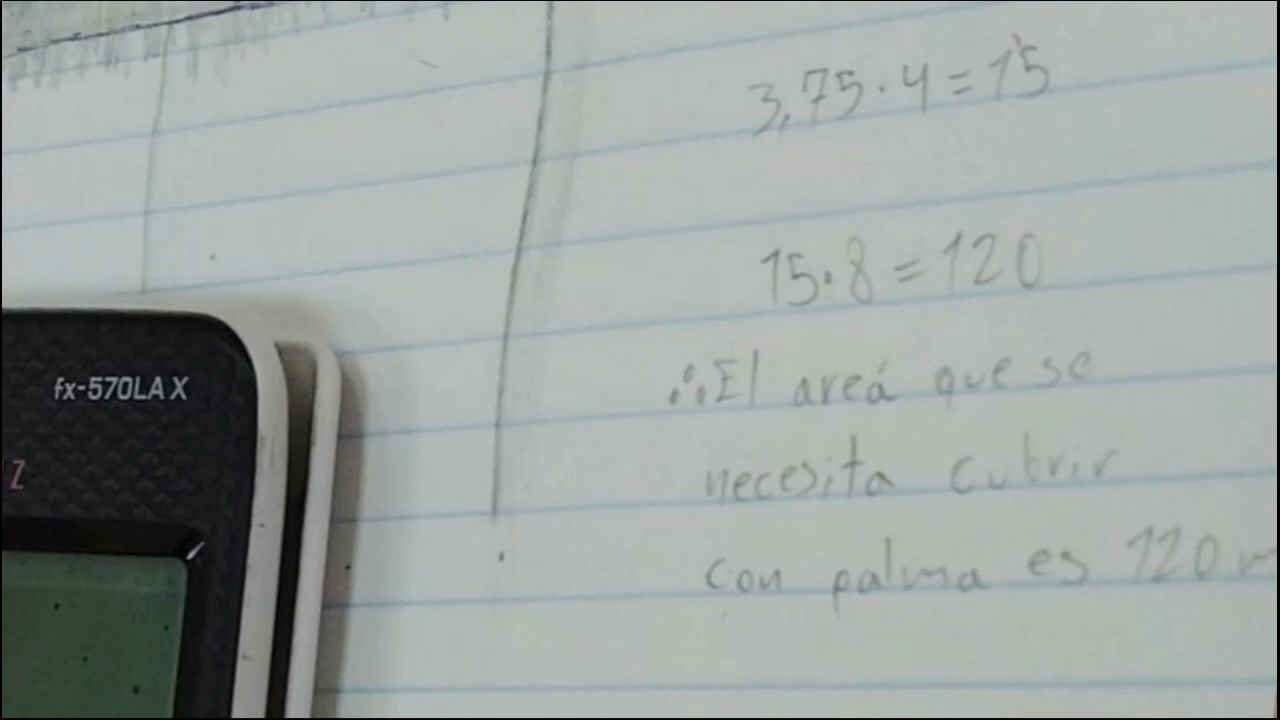 3,75·4=15
15·8=120
∴El areá que se
necesita cubrir
con palma es 120 m
fx-570LA X
Z